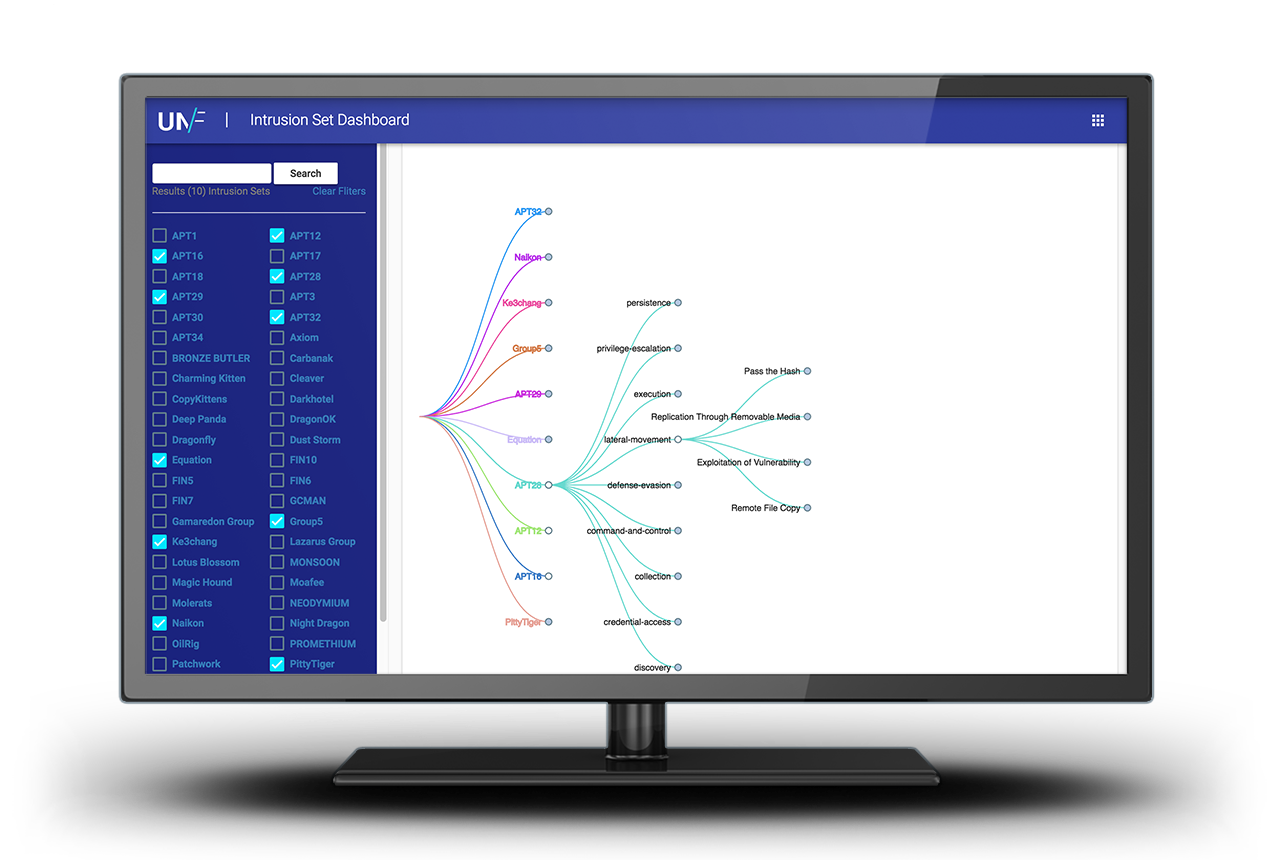 UNF | Intrusion Set Dashboard
Search
Results (10) Intrusion Sets Clear Fliters
APT1 APT12
APT16 APT17
APT18 APT28
APT29 APT3
APT30 APT32
APT34 Axiom
BRONZE BUTLER Carbanak
Charming Kitten Cleaver
CopyKittens Darkhotel
Deep Panda DragonOK
Dragonfly Dust Storm
Equation FIN10
FIN5 FIN6
FIN7 GCMAN
Gamaredon Group Group5
Ke3chang Lazarus Group
Lotus Blossom MONSOON
Magic Hound Moafee
Molerats NEODYMIUM
Naikon Night Dragon
OilRig PROMETHIUM
Patchwork PittyTiger
APT32
Naikon
Ke3chang
Group5
APT29
Equation
APT28
APT12
APT16
PittyTiger
persistence
privilege-escalation
execution
lateral-movement
defense-evasion
command-and-control
collection
credential-access
discovery
Pass the Hash
Replication Through Removable Media
Exploitation of Vulnerability
Remote File Copy